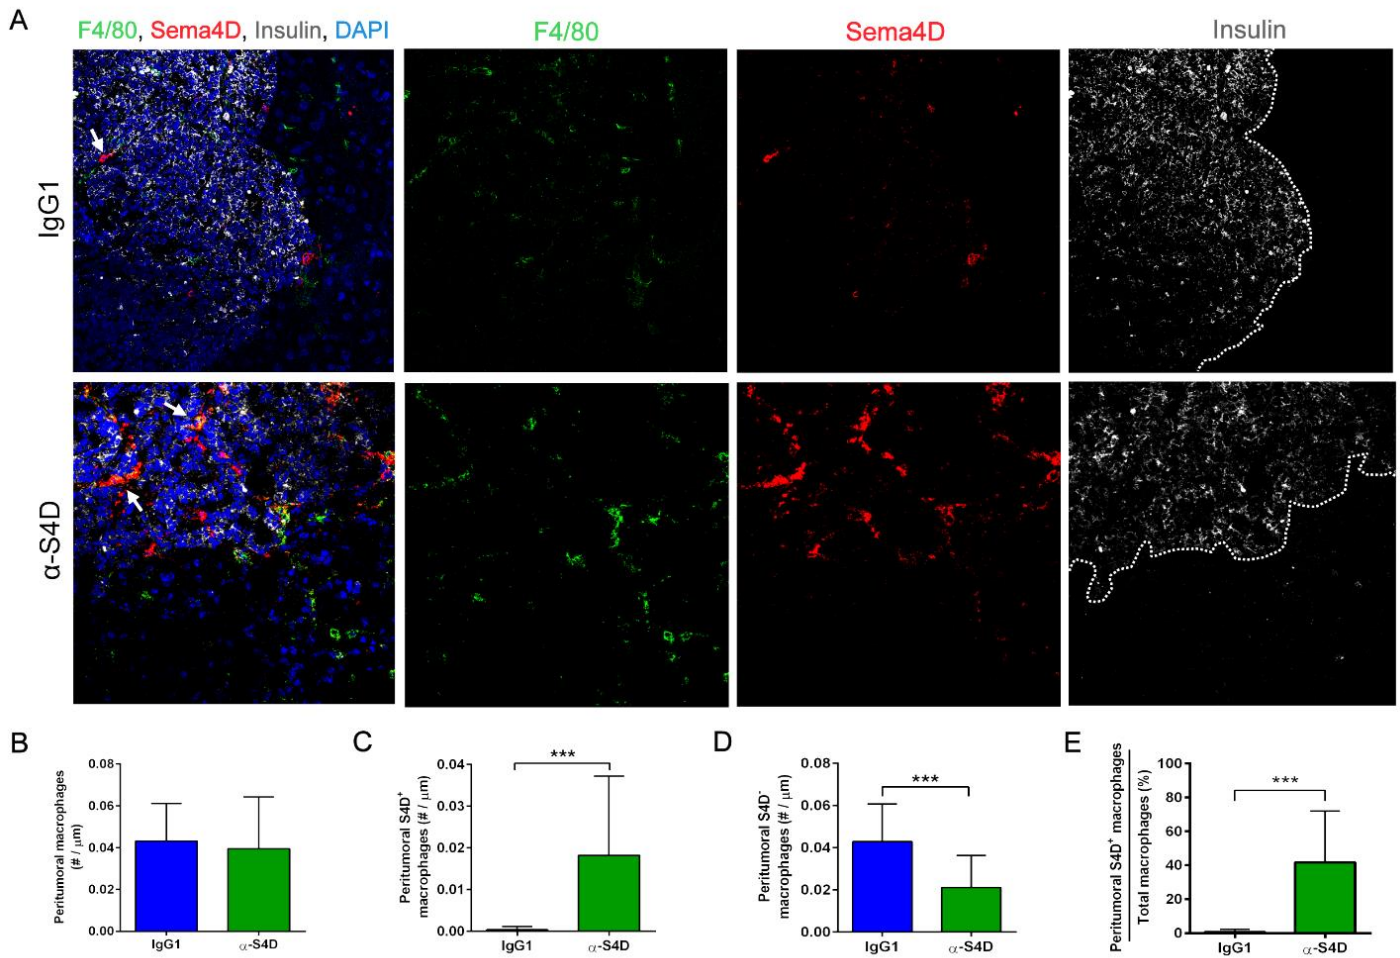 A
F4/80, Sema4D, Insulin, DAPI
F4/80
Sema4D
Insulin
IgG1
α-S4D
B
Peritumoral macrophages
(# / μm)
0.08
0.06
0.04
0.02
0.00
IgG1
α-S4D
C
Peritumoral S4D+
macrophages (# / μm)
0.04
0.03
0.02
0.01
0.00
***
IgG1
α-S4D
D
Peritumoral S4D-
macrophages (# / μm)
0.08
0.06
0.04
0.02
0.00
***
IgG1
α-S4D
E
Peritumoral S4D+ macrophages
Total macrophages (%)
100
80
60
40
20
0
***
IgG1
α-S4D